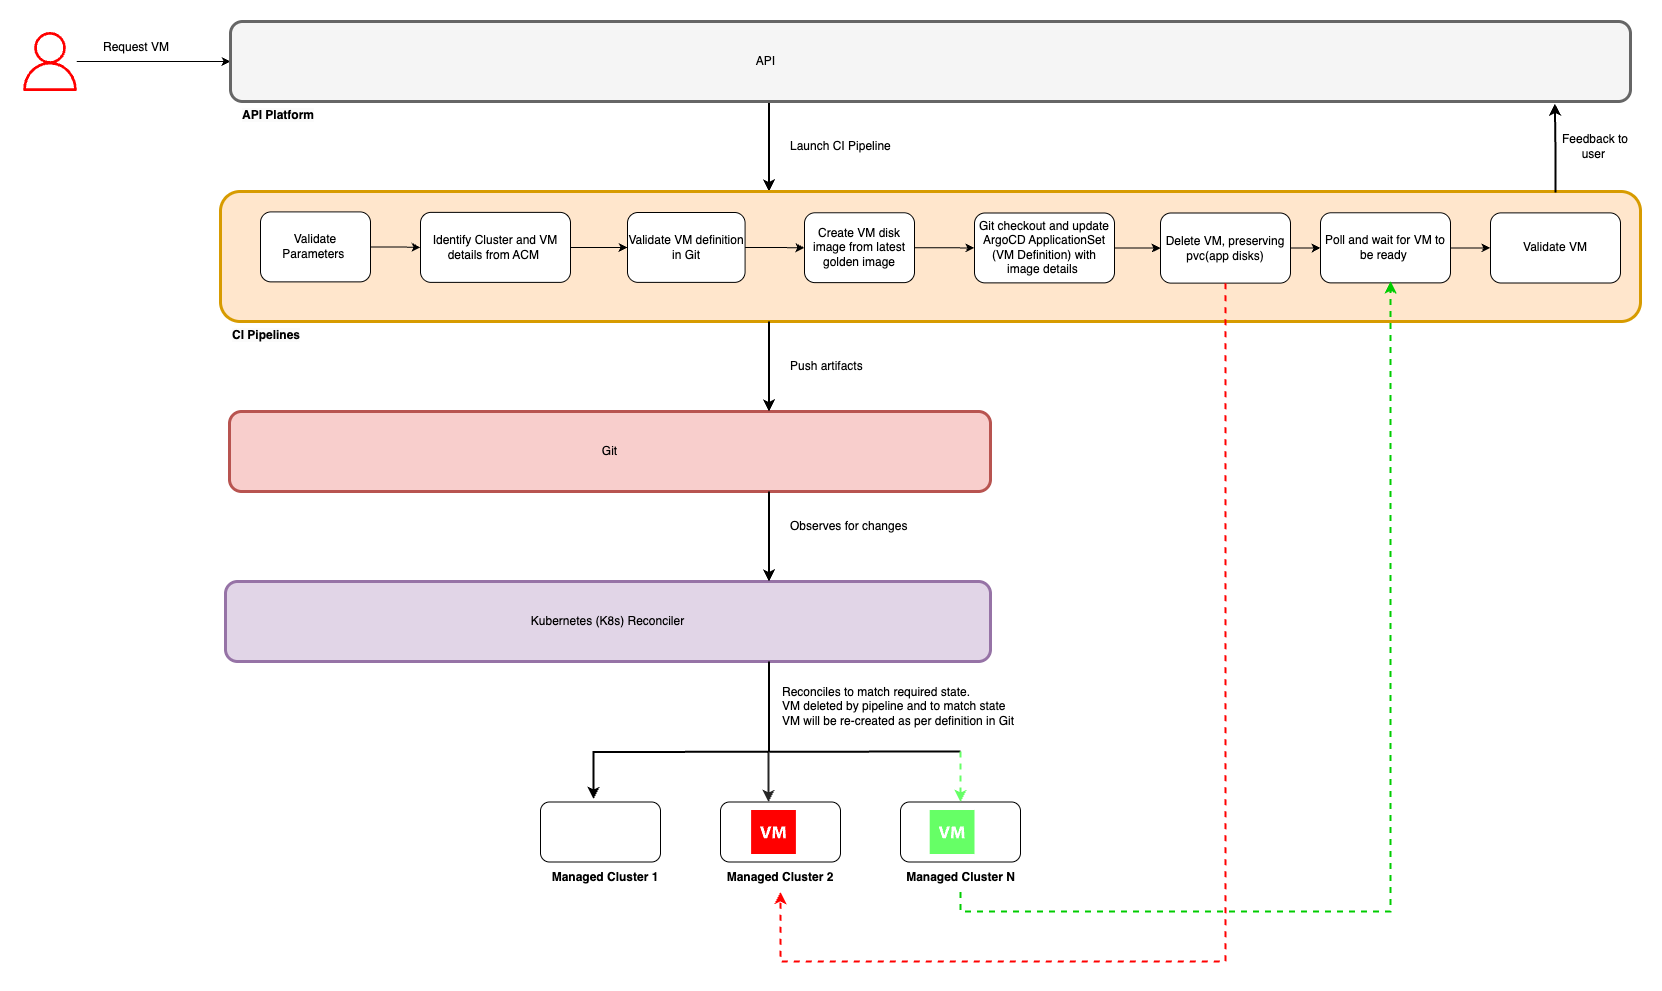 Request VM
API
API Platform
Launch CI Pipeline
Feedback to
user
Validate
Parameters
Identify Cluster and VM
details from ACM
Validate VM definition
in Git
Create VM disk
image from latest
golden image
Git checkout and update
ArgoCD ApplicationSet
(VM Definition) with
image details
Delete VM, preserving
pvc(app disks)
Poll and wait for VM to
be ready
Validate VM
CI Pipelines
Push artifacts
Git
Observes for changes
Kubernetes (K8s) Reconciler
Reconciles to match required state.
VM deleted by pipeline and to match state
VM will be re-created as per definition in Git
VM
VM
Managed Cluster 1
Managed Cluster 2
Managed Cluster N